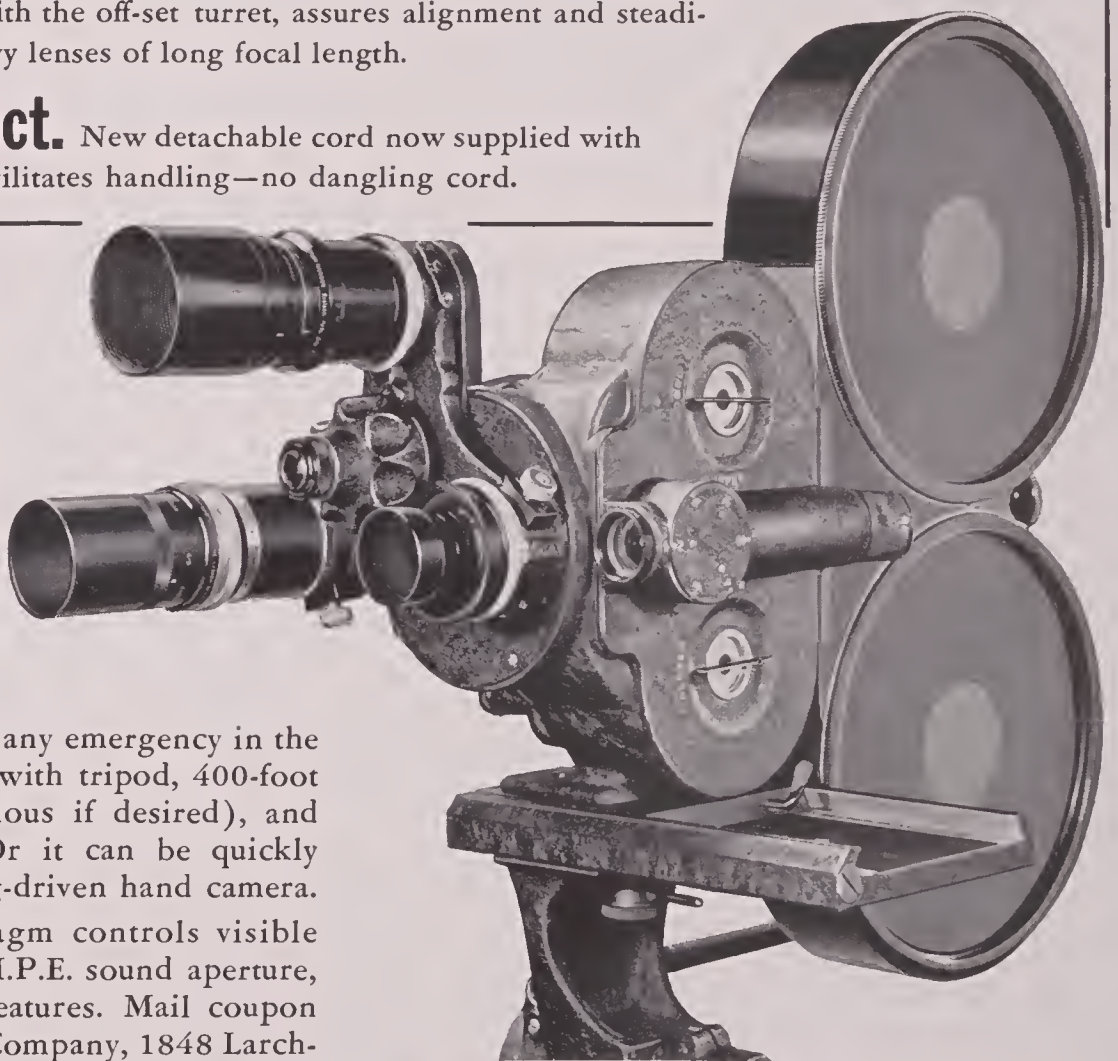 ith the off-set turret, assures alignment and steadi-
y lenses of long focal length.
ct. New detachable cord now supplied with
ilitates handling—no dangling cord.
any emergency in the
with tripod, 400-foot
ous if desired), and
Or it can be quickly
-driven hand camera.
agm controls visible
I.P.E. sound aperture,
eatures. Mail coupon
Company, 1848 Larch-